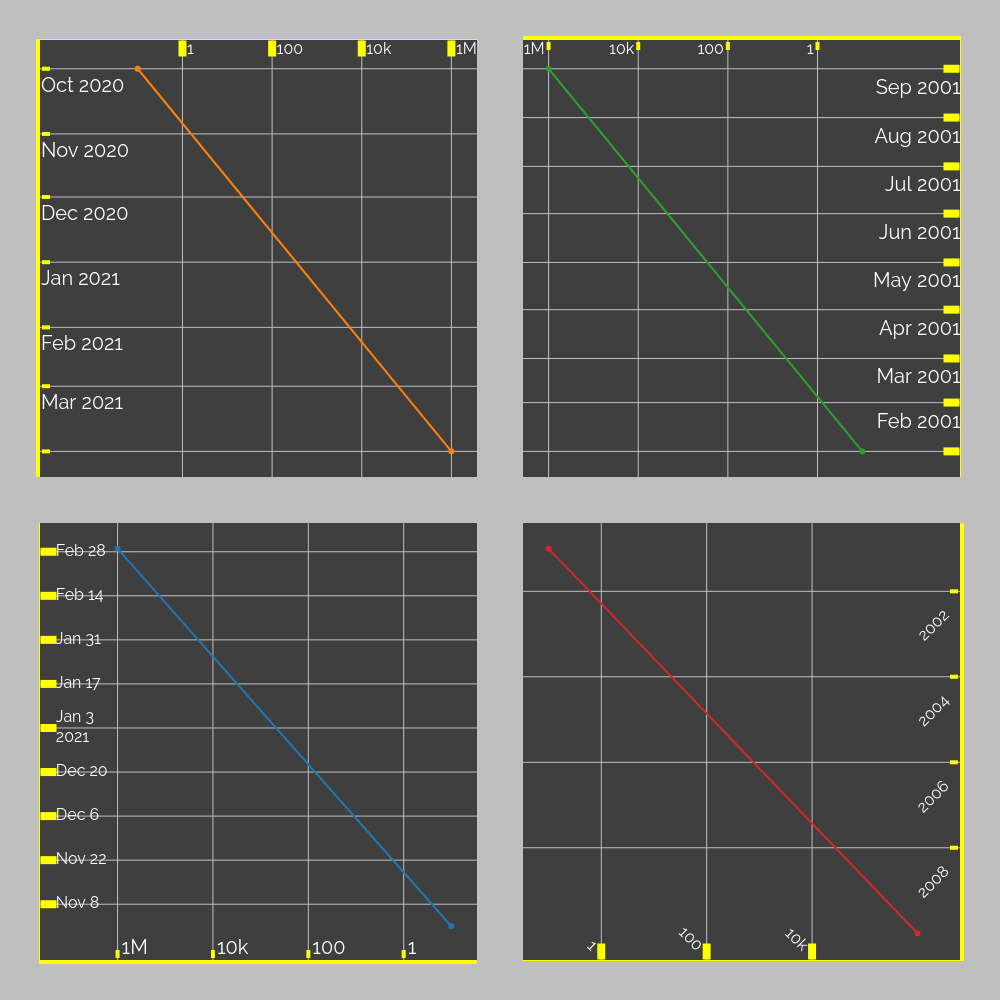 1 100 10k 1M
Oct 2020
Nov 2020
Dec 2020
Jan 2021
Feb 2021
Mar 2021
1M 10k 100 1
Sep 2001
Aug 2001
Jul 2001
Jun 2001
May 2001
Apr 2001
Mar 2001
Feb 2001
Feb 28
Feb 14
Jan 31
Jan 17
Jan 3
2021
Dec 20
Dec 6
Nov 22
Nov 8
1M 10k 100 1
2002
2004
2006
2008
1 100 10k